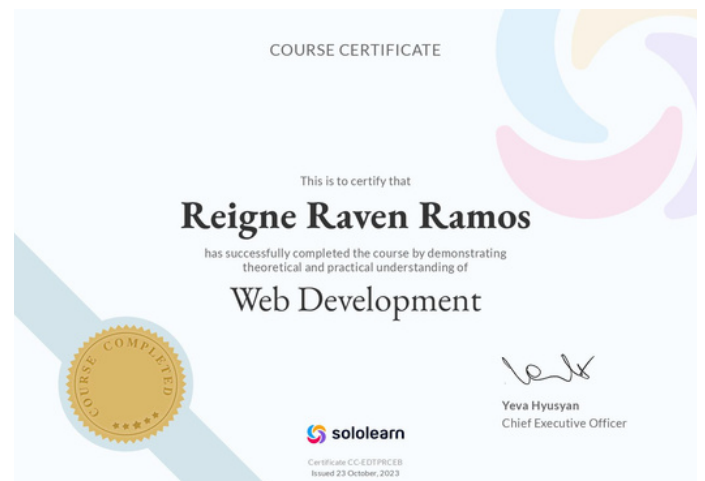 COURSE CERTIFICATE
This is to certify that
Reigne Raven Ramos
has successfully completed the course by demonstrating
theoretical and practical understanding of
Web Development
COURSE COMPLETED
Yeva Hyusyan
Chief Executive Officer
sololearn
Certificate CC-EDTPRCEB
Issued 23 October, 2023